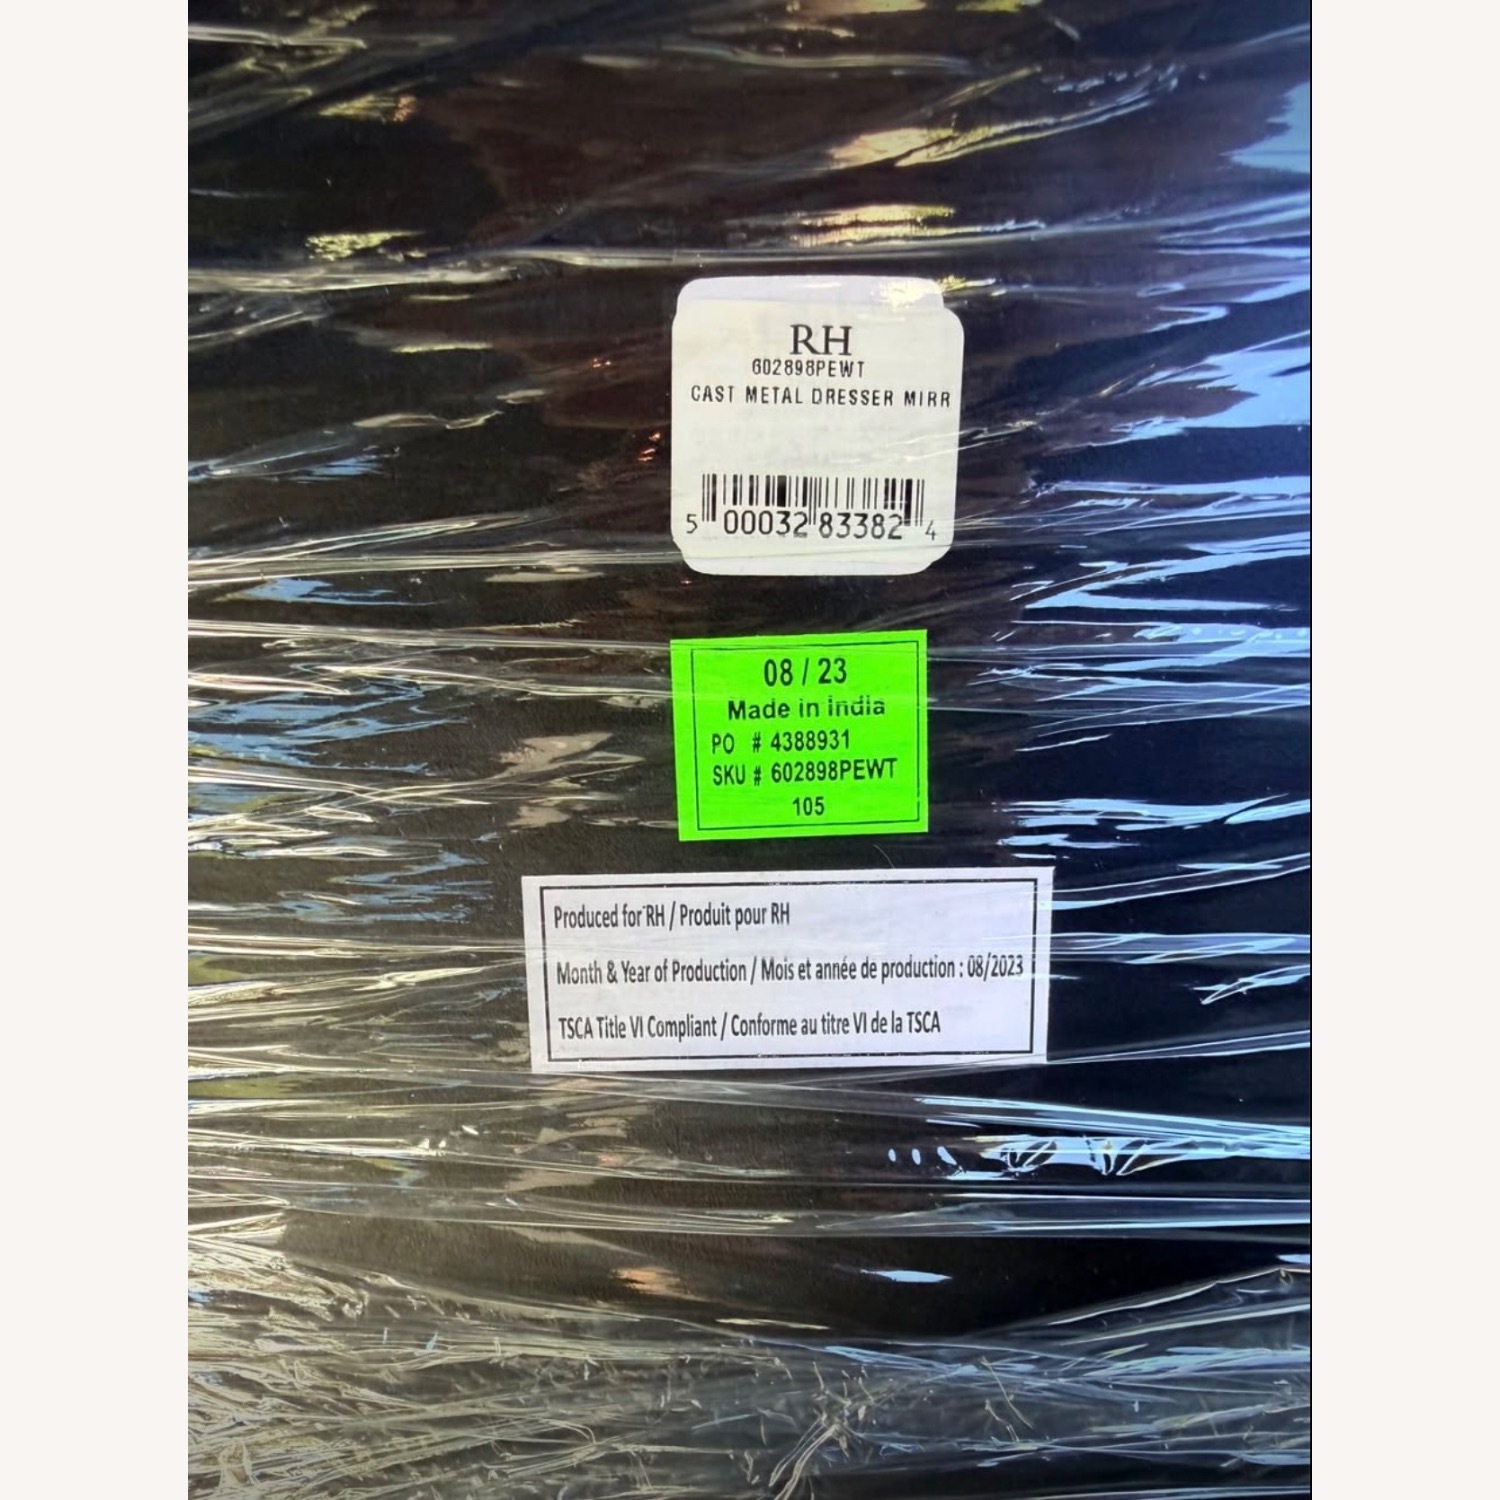 RH
602898PEWT
CAST METAL DRESSER MIRR
5 00032 83382 4
08 / 23
Made in india
PO # 4388931
SKU # 602898PEWT
105
Produced for RH / Produit pour RH
Month & Year of Production / Mois et année de production : 08/2023
TSCA Title VI Compliant / Conforme au titre VI de la TSCA